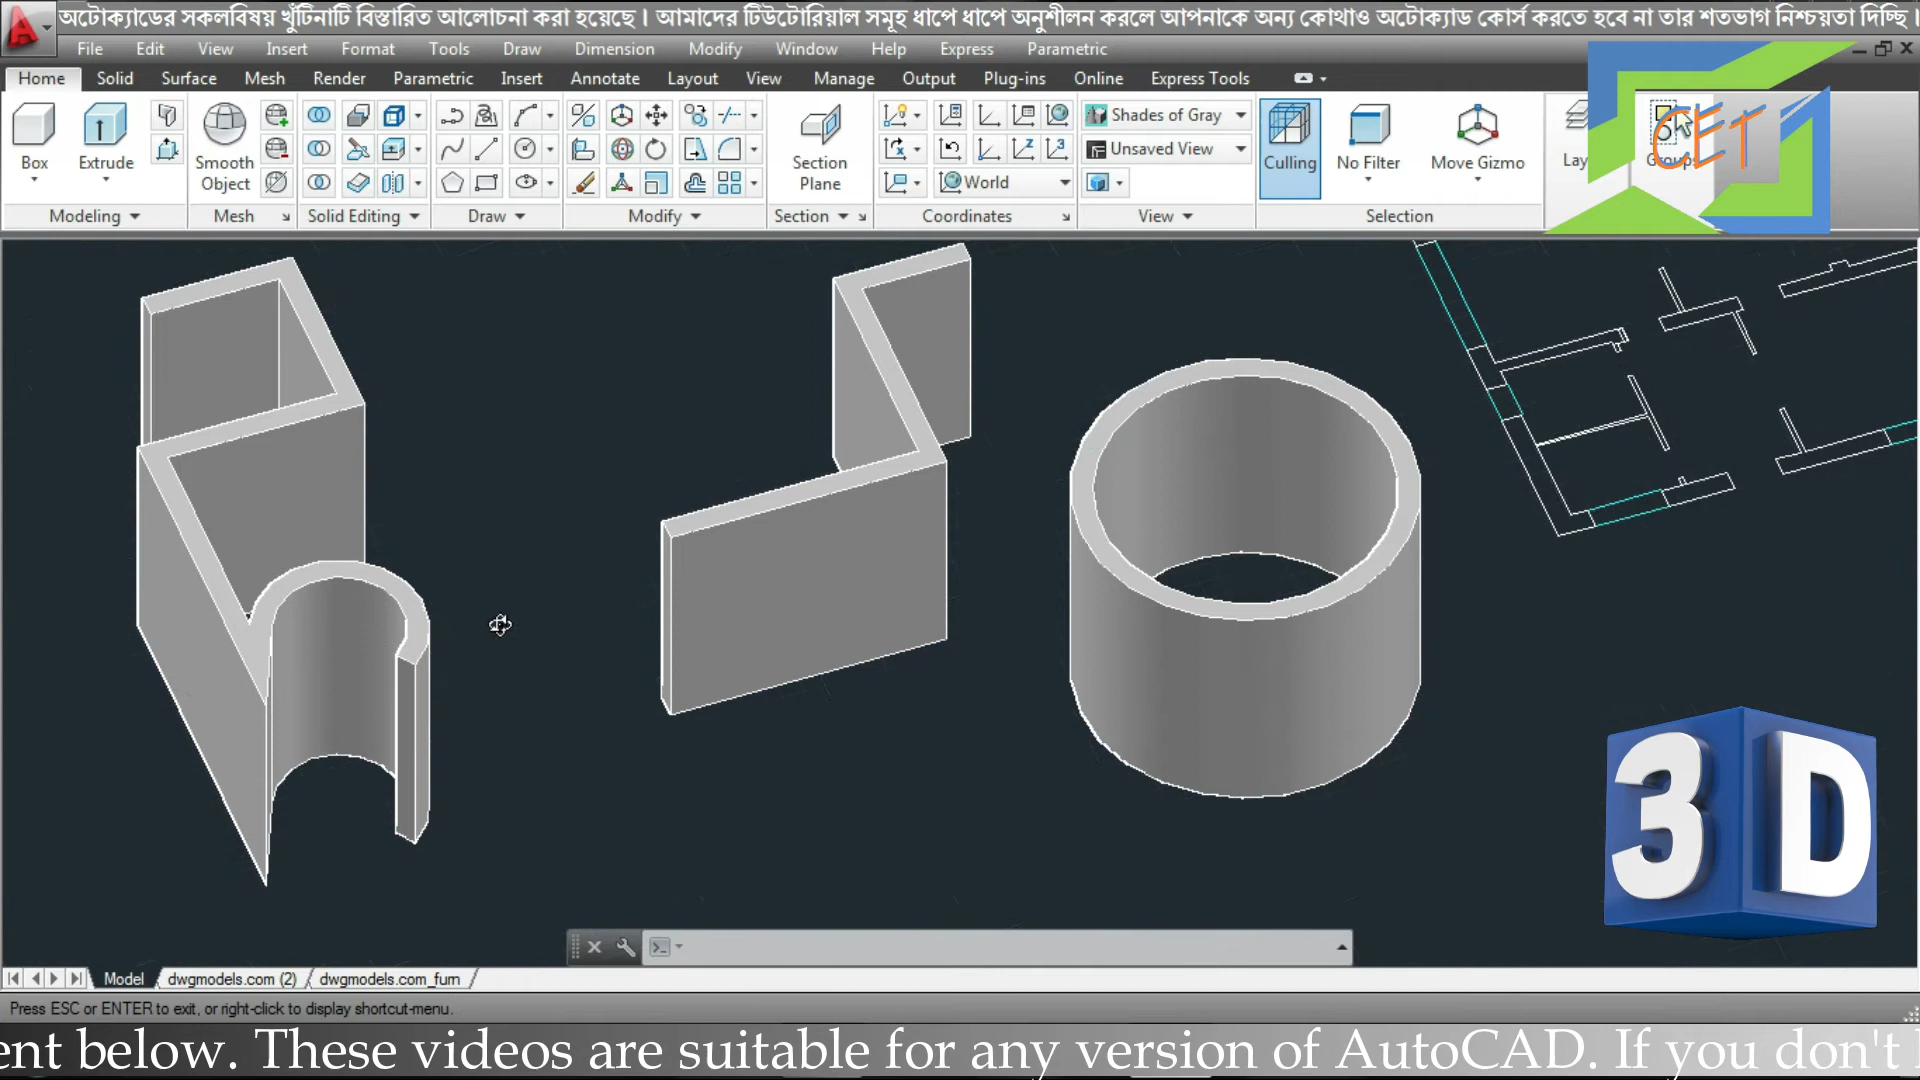 অটোক্যাডের সকলবিষয় খুঁটিনাটি বিস্তারিত আলোচনা করা হয়েছে। আমাদের টিউটোরিয়াল সমূহ ধাপে ধাপে অনুশীলন করলে আপনাকে অন্য কোথাও অটোক্যাড কোর্স করতে হবে না তার শতভাগ নিশ্চয়তা দিচ্ছি।
File Edit View Insert Format Tools Draw Dimension Modify Window Help Express Parametric
Home Solid Surface Mesh Render Parametric Insert Annotate Layout View Manage Output Plug-ins Online Express Tools
Shades of Gray
Unsaved View
World
Box Extrude Smooth Object Section Plane Culling No Filter Move Gizmo Lay Groups
CET
Modeling Mesh Solid Editing Draw Modify Section Coordinates View Selection
3D
Model dwgmodels.com (2) dwgmodels.com_furn
Press ESC or ENTER to exit, or right-click to display shortcut-menu.
ent below. These videos are suitable for any version of AutoCAD. If you don't